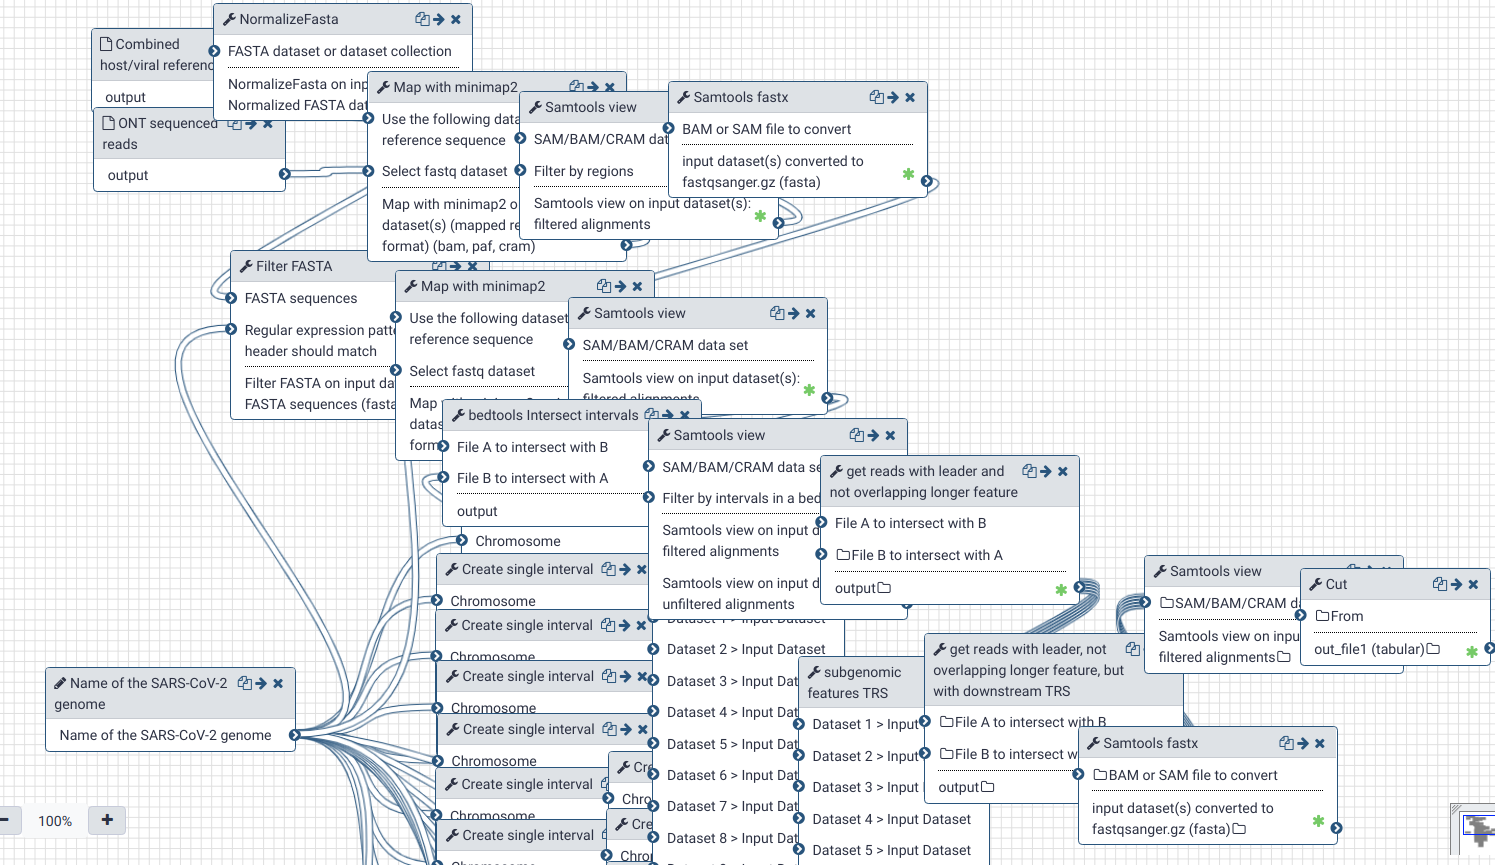 NormalizeFasta
FASTA dataset or dataset collection
NormalizeFasta on inp
Normalized FASTA dat
Combined
host/viral referenc
output
ONT sequenced
reads
output
Map with minimap2
Use the following data
reference sequence
Select fastq dataset
Map with minimap2 o
dataset(s) (mapped re
format) (bam, paf, cram)
Samtools view
SAM/BAM/CRAM dat
Filter by regions
Samtools view on input dataset(s):
filtered alignments
Samtools fastx
BAM or SAM file to convert
input dataset(s) converted to
fastqsanger.gz (fasta)
Filter FASTA
FASTA sequences
Regular expression patte
header should match
Filter FASTA on input da
FASTA sequences (fasta
Map with minimap2
Use the following dataset
reference sequence
Select fastq dataset
Map
datas
form
Samtools view
SAM/BAM/CRAM data set
Samtools view on input dataset(s):
filtered alignments
bedtools Intersect intervals
File A to intersect with B
File B to intersect with A
output
Samtools view
SAM/BAM/CRAM data se
Filter by intervals in a bed
Samtools view on input d
filtered alignments
Samtools view on input d
unfiltered alignments
get reads with leader and
not overlapping longer feature
File A to intersect with B
File B to intersect with A
output
Chromosome
Create single interval
Chromosome
Create single interval
Chromosome
Create single interval
Chromosome
Create single interval
Chromosome
Create single interval
Chromosome
Create single interval
Cre
Chro
Cre
Chror
Dataset 1 > Input Dataset
Dataset 2 > Input Dataset
Dataset 3 > Input Dat
Dataset 4 > Input Dat
Dataset 5 > Input Dat
Dataset 6 > Input Dat
Dataset 7 > Input Dat
Dataset 8 > Input Dat
subgenomic
features TRS
Dataset 1 > Input
Dataset 2 > Input
Dataset 3 > Input
Dataset 4 > Input Dataset
Dataset 5 > Input Dataset
get reads with leader, not
overlapping longer feature, but
with downstream TRS
File A to intersect with B
File B to intersect w
output
Samtools view
SAM/BAM/CRAM da
Samtools view on inpu
filtered alignments
Cut
From
out_file1 (tabular)
Samtools fastx
BAM or SAM file to convert
input dataset(s) converted to
fastqsanger.gz (fasta)
Name of the SARS-CoV-2
genome
Name of the SARS-CoV-2 genome
100%